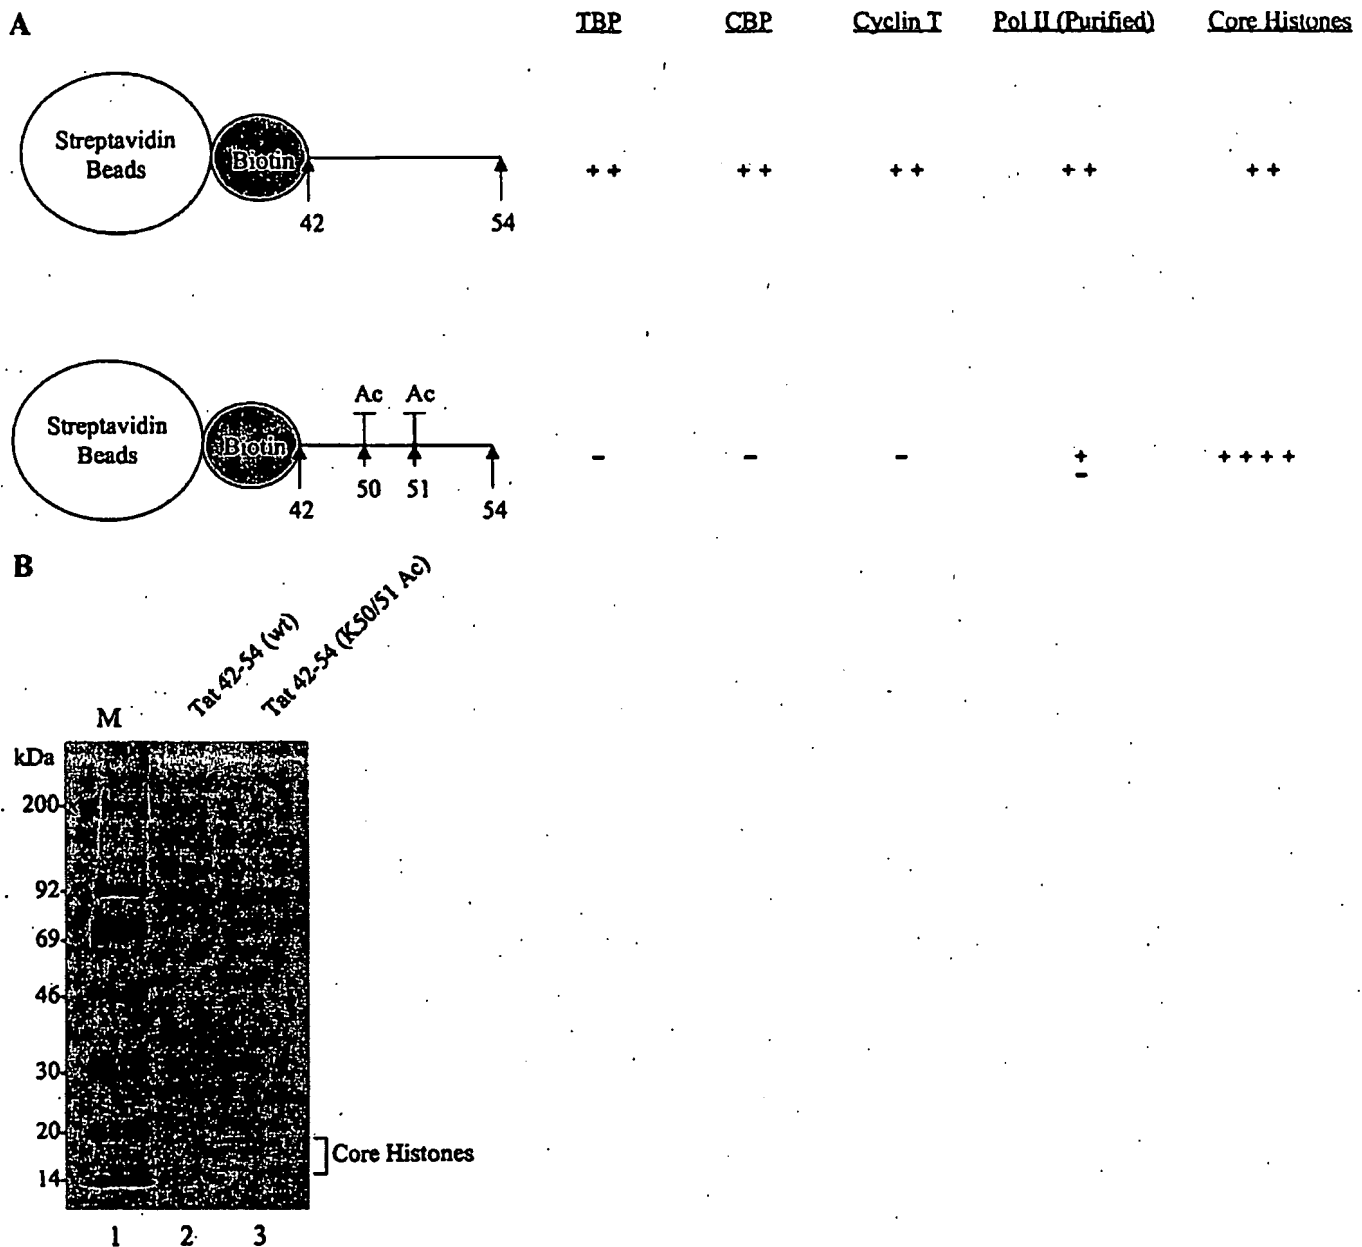 A
TBP CBP Cyclin T Pol II (Purified) Core Histones
Streptavidin
Beads
Biotin
42 54
+ + + + + + + + + +
Ac Ac
Streptavidin
Beads
Biotin
42 50 51 54
- - - + + + + +
-
B
Tat 42-54 (wt)
Tat 42-54 (K50/51 Ac)
M
kDa
200
92
69
46
30
20
14
Core Histones
1 2 3